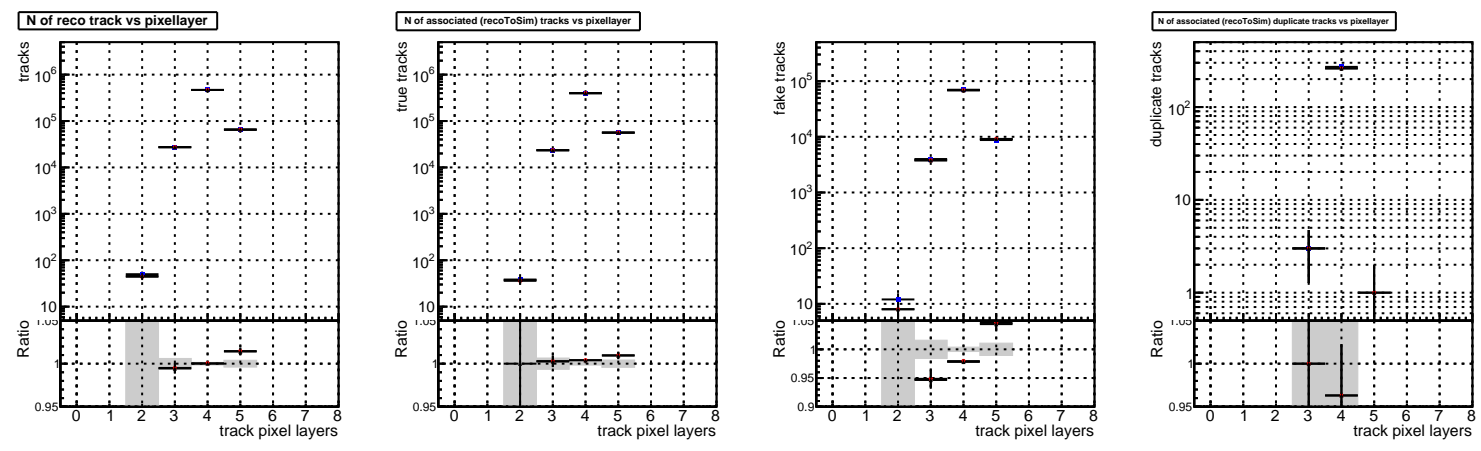 N of reco track vs pixellayer
tracks
10^6
10^5
10^4
10^3
10^2
10
1.05
Ratio
1
0.95
0 1 2 3 4 5 6 7 8
track pixel layers
N of associated (recoToSim) tracks vs pixellayer
true tracks
10^6
10^5
10^4
10^3
10^2
10
1.05
Ratio
1
0.95
0 1 2 3 4 5 6 7 8
track pixel layers
fake tracks
10^5
10^4
10^3
10^2
10
1.05
Ratio
1
0.95
0.9
0 1 2 3 4 5 6 7 8
track pixel layers
N of associated (recoToSim) duplicate tracks vs pixellayer
duplicate tracks
10^2
10
1
1.05
Ratio
1
0.95
0 1 2 3 4 5 6 7 8
track pixel layers